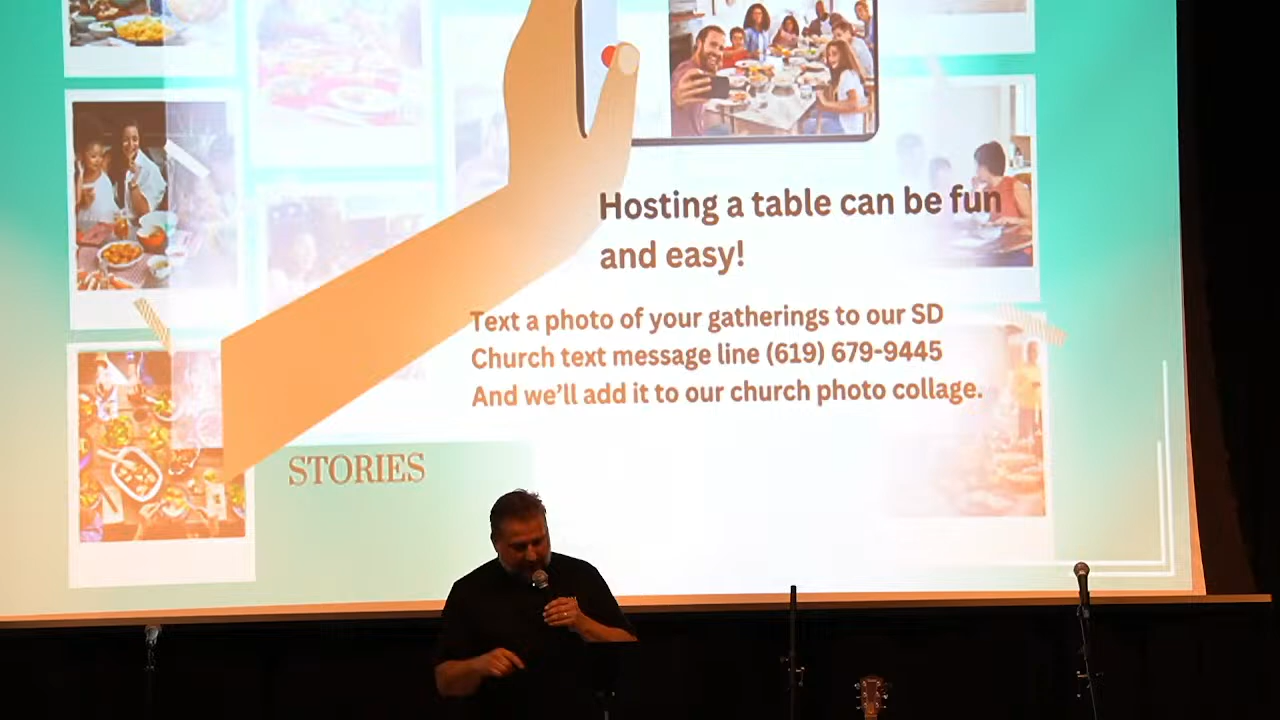 Hosting a table can be fun
and easy!
Text a photo of your gatherings to our SD
Church text message line (619) 679-9445
And we'll add it to our church photo collage.
STORIES